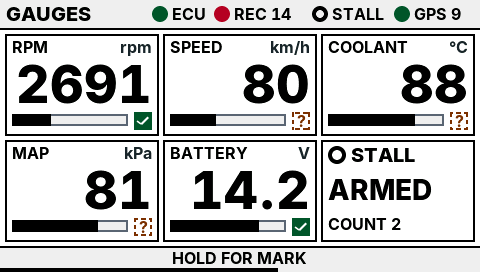 GAUGES ECU REC 14 STALL GPS 9
RPM rpm
2691
SPEED km/h
80
?
COOLANT °C
88
?
MAP kPa
81
?
BATTERY V
14.2
STALL
ARMED
COUNT 2
HOLD FOR MARK